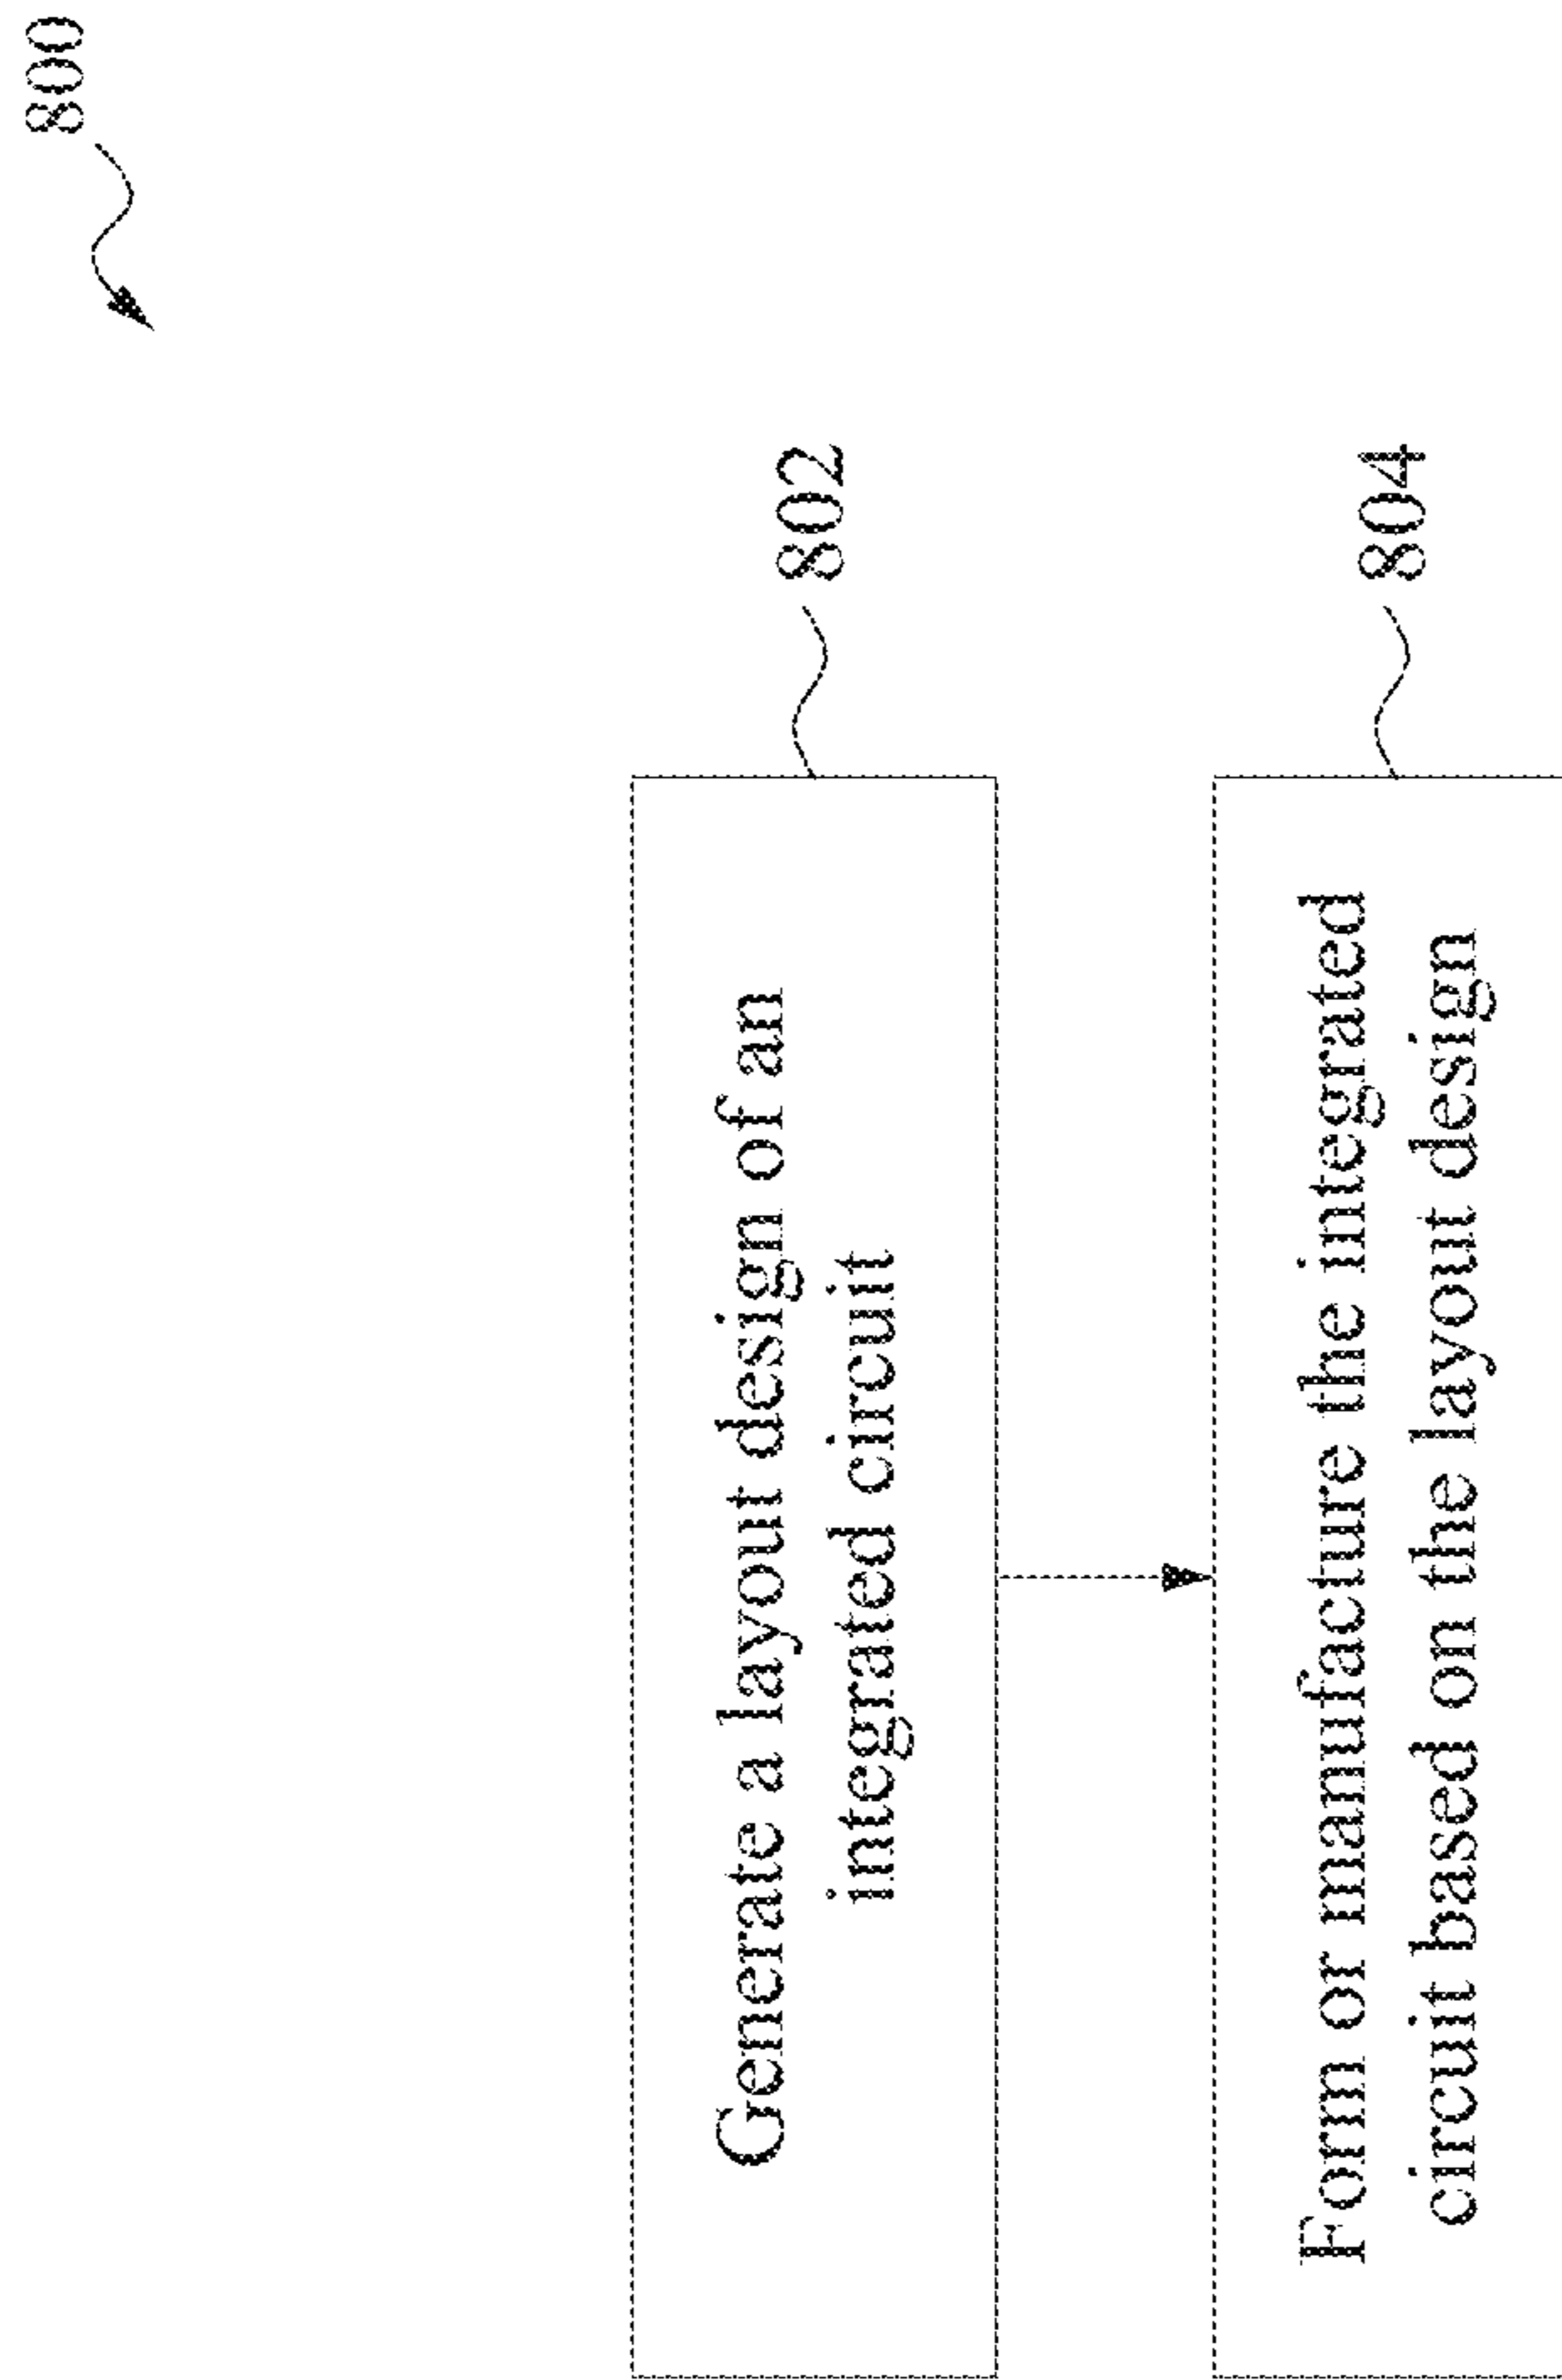 800
Generate a layout design of an
integrated circuit
802
Form or manufacture the integrated
circuit based on the layout design
804